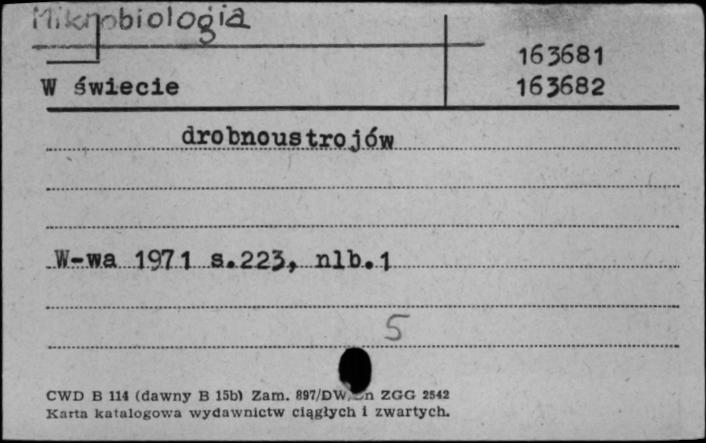 Mikrobiologia
163681
W świecie 163682
drobnoustrojów
W-wa 1971 s.223, nlb.1
5
CWD B 114 (dawny B 15b) Zam. 897/DW. ZGG 2542
Karta katalogowa wydawnictw ciągłych i zwartych.